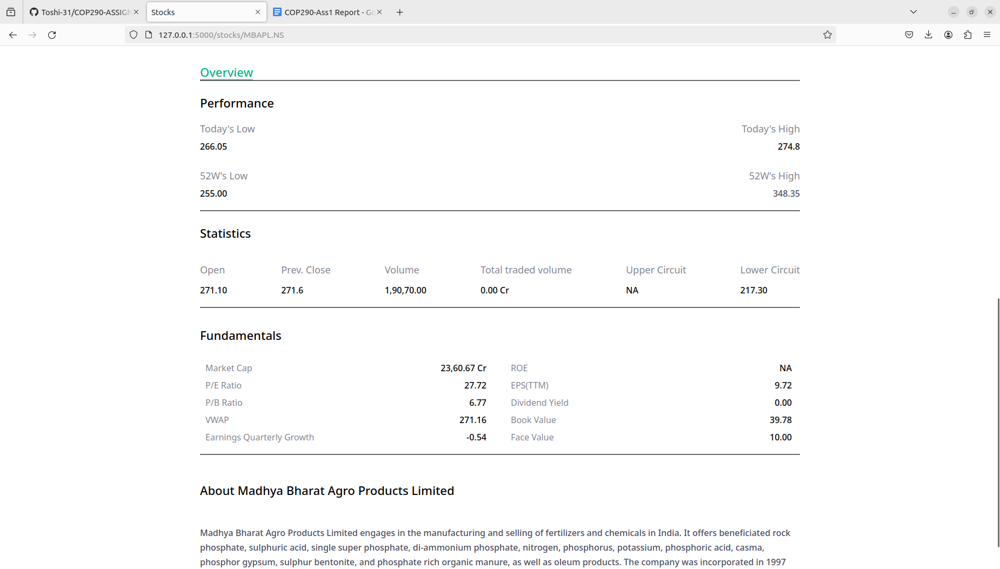 Toshi-31/COP290-ASSIGN
Stocks
COP290-Ass1 Report - Go
127.0.0.1:5000/stocks/MBAPL.NS
Overview
Performance
Today's Low Today's High
266.05 274.8
52W's Low 52W's High
255.00 348.35
Statistics
Open Prev. Close Volume Total traded volume Upper Circuit Lower Circuit
271.10 271.6 1,90,70.00 0.00 Cr NA 217.30
Fundamentals
Market Cap 23,60.67 Cr ROE NA
P/E Ratio 27.72 EPS(TTM) 9.72
P/B Ratio 6.77 Dividend Yield 0.00
VWAP 271.16 Book Value 39.78
Earnings Quarterly Growth -0.54 Face Value 10.00
About Madhya Bharat Agro Products Limited
Madhya Bharat Agro Products Limited engages in the manufacturing and selling of fertilizers and chemicals in India. It offers beneficiated rock
phosphate, sulphuric acid, single super phosphate, di-ammonium phosphate, nitrogen, phosphorus, potassium, phosphoric acid, casma,
phosphor gypsum, sulphur bentonite, and phosphate rich organic manure, as well as oleum products. The company was incorporated in 1997